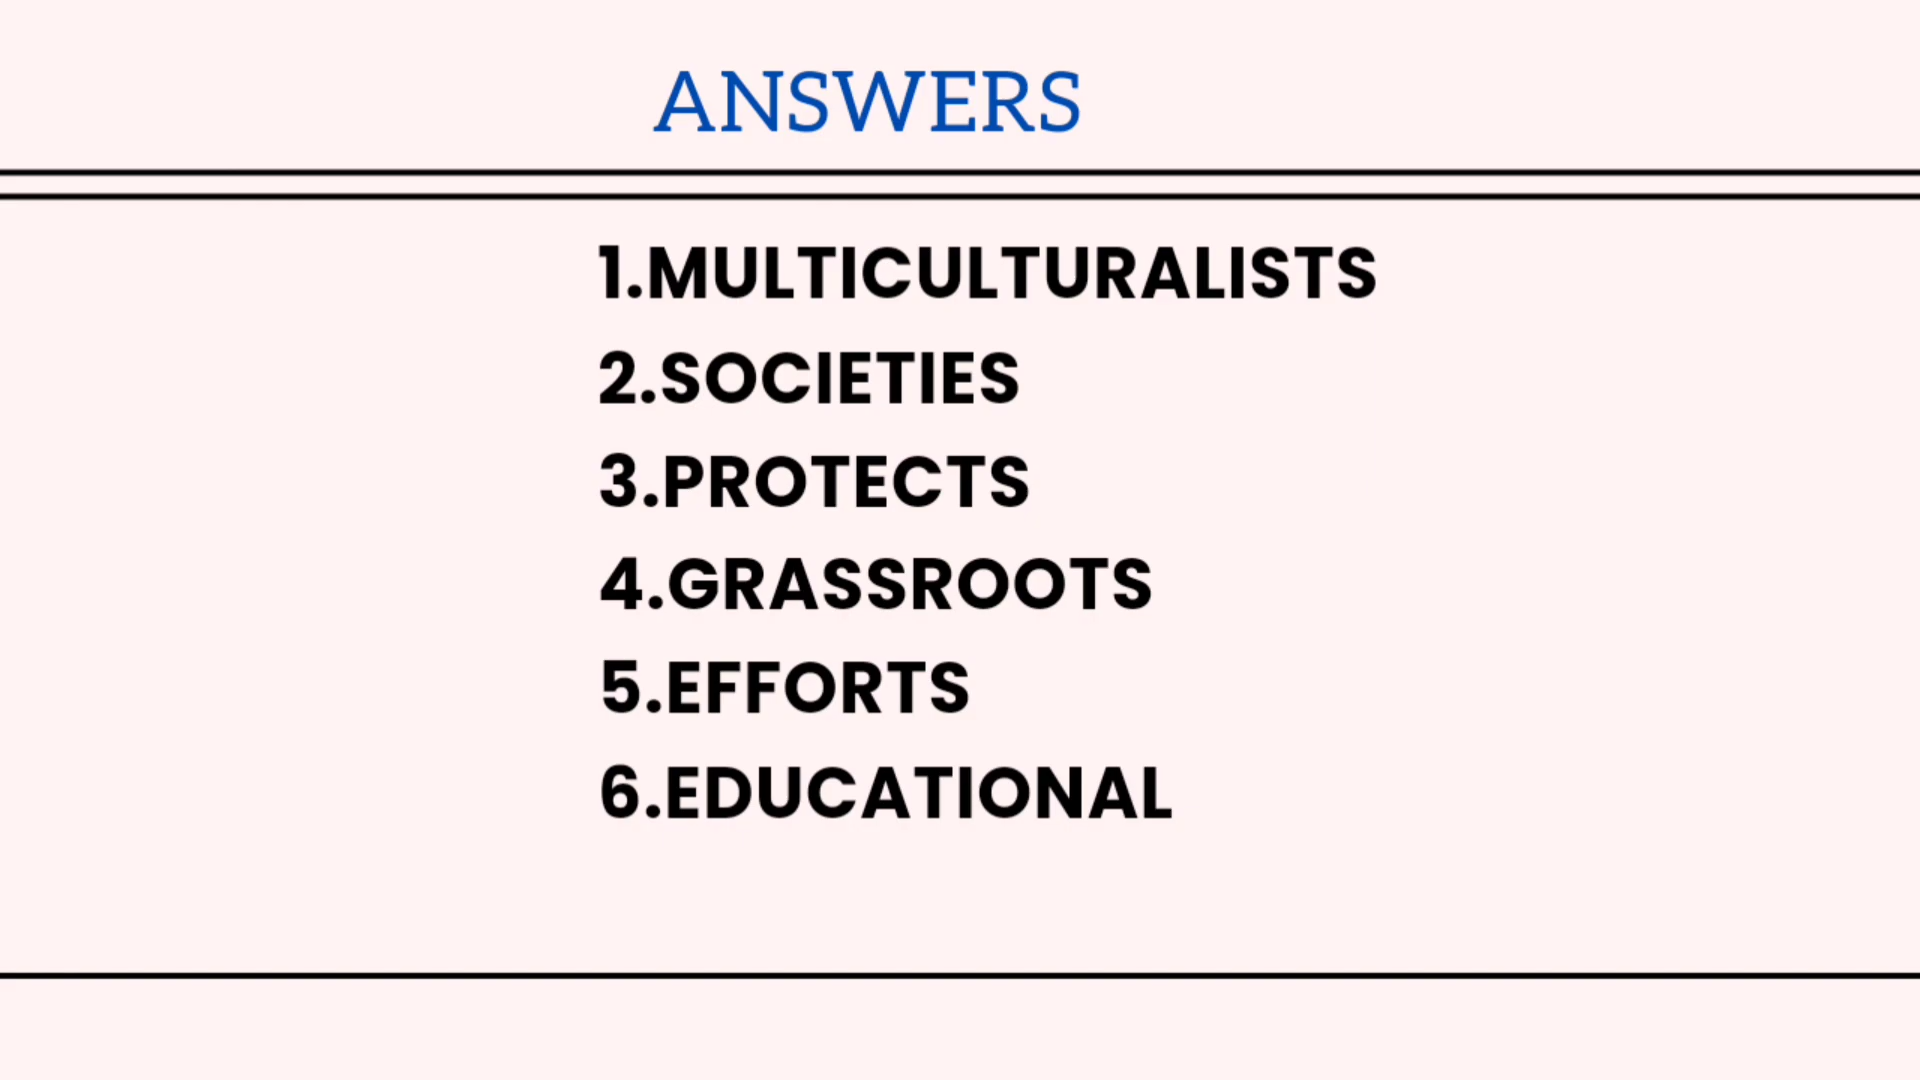 ANSWERS
1.MULTICULTURALISTS
2.SOCIETIES
3.PROTECTS
4.GRASSROOTS
5.EFFORTS
6.EDUCATIONAL